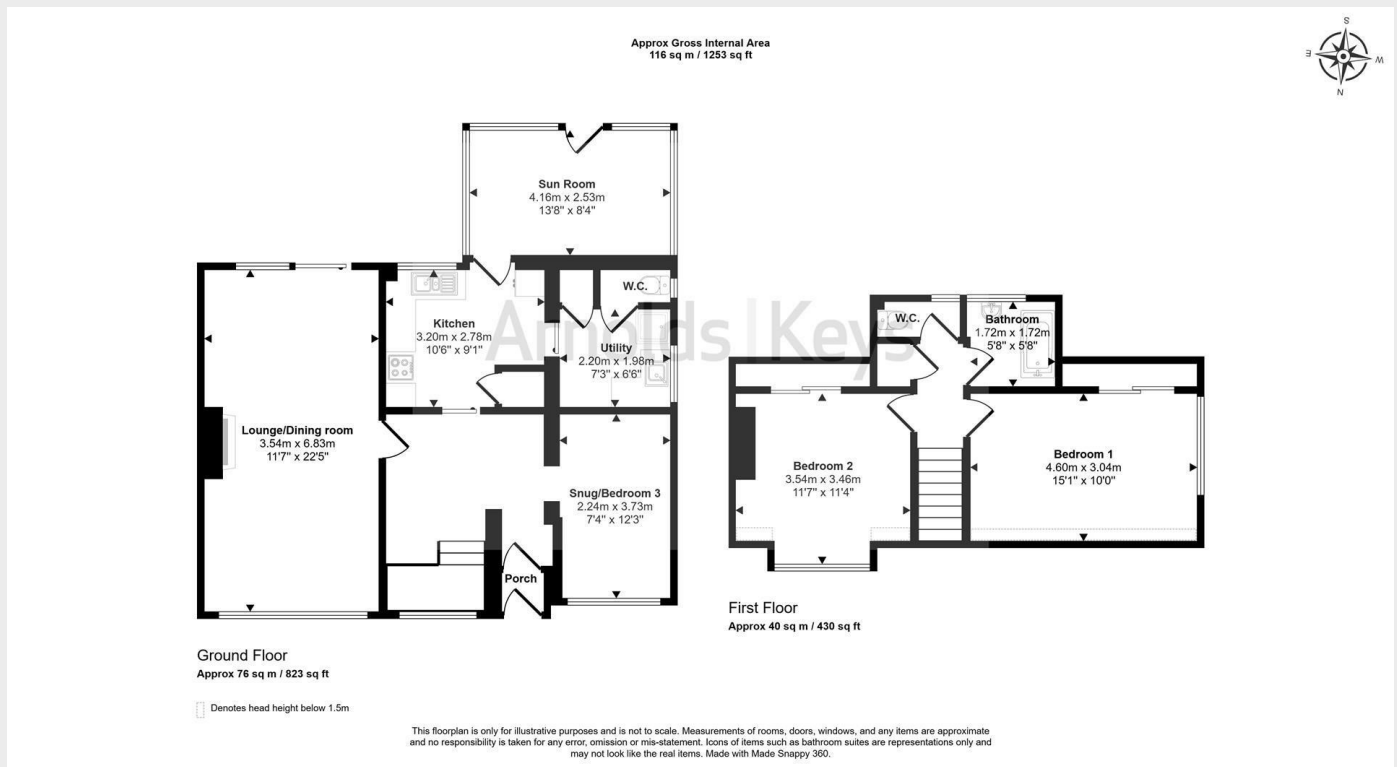 Approx Gross Internal Area
116 sq m / 1253 sq ft
S
E
W
N
Sun Room
4.16m x 2.53m
13'8" x 8'4"
W.C.
Kitchen
3.20m x 2.78m
10'6" x 9'1"
Utility
2.20m x 1.98m
7'3" x 6'6"
Arnolds | Keys
Lounge/Dining room
3.54m x 6.83m
11'7" x 22'5"
Snug/Bedroom 3
2.24m x 3.73m
7'4" x 12'3"
Porch
W.C.
Bathroom
1.72m x 1.72m
5'8" x 5'8"
Bedroom 2
3.54m x 3.46m
11'7" x 11'4"
Bedroom 1
4.60m x 3.04m
15'1" x 10'0"
First Floor
Approx 40 sq m / 430 sq ft
Ground Floor
Approx 76 sq m / 823 sq ft
Denotes head height below 1.5m
This floorplan is only for illustrative purposes and is not to scale. Measurements of rooms, doors, windows, and any items are approximate
and no responsibility is taken for any error, omission or mis-statement. Icons of items such as bathroom suites are representations only and
may not look like the real items. Made with Made Snappy 360.